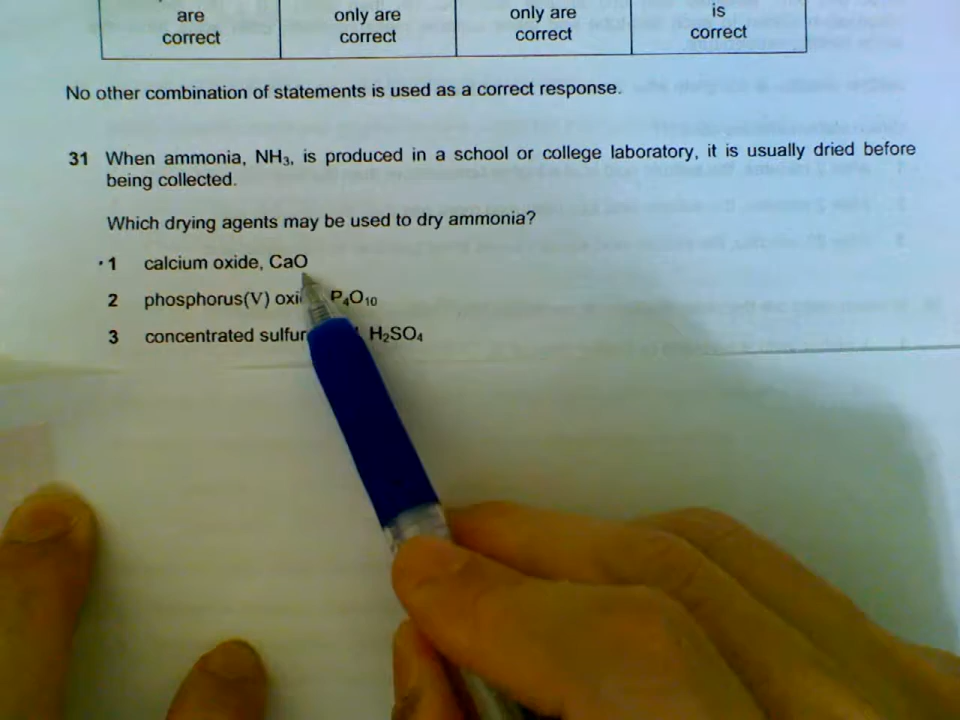 are only are only are is
correct correct correct correct
No other combination of statements is used as a correct response.
31 When ammonia, NH₃, is produced in a school or college laboratory, it is usually dried before
being collected.
Which drying agents may be used to dry ammonia?
1 calcium oxide, CaO
2 phosphorus(V) P₄O₁₀
3 concentrated H₂SO₄